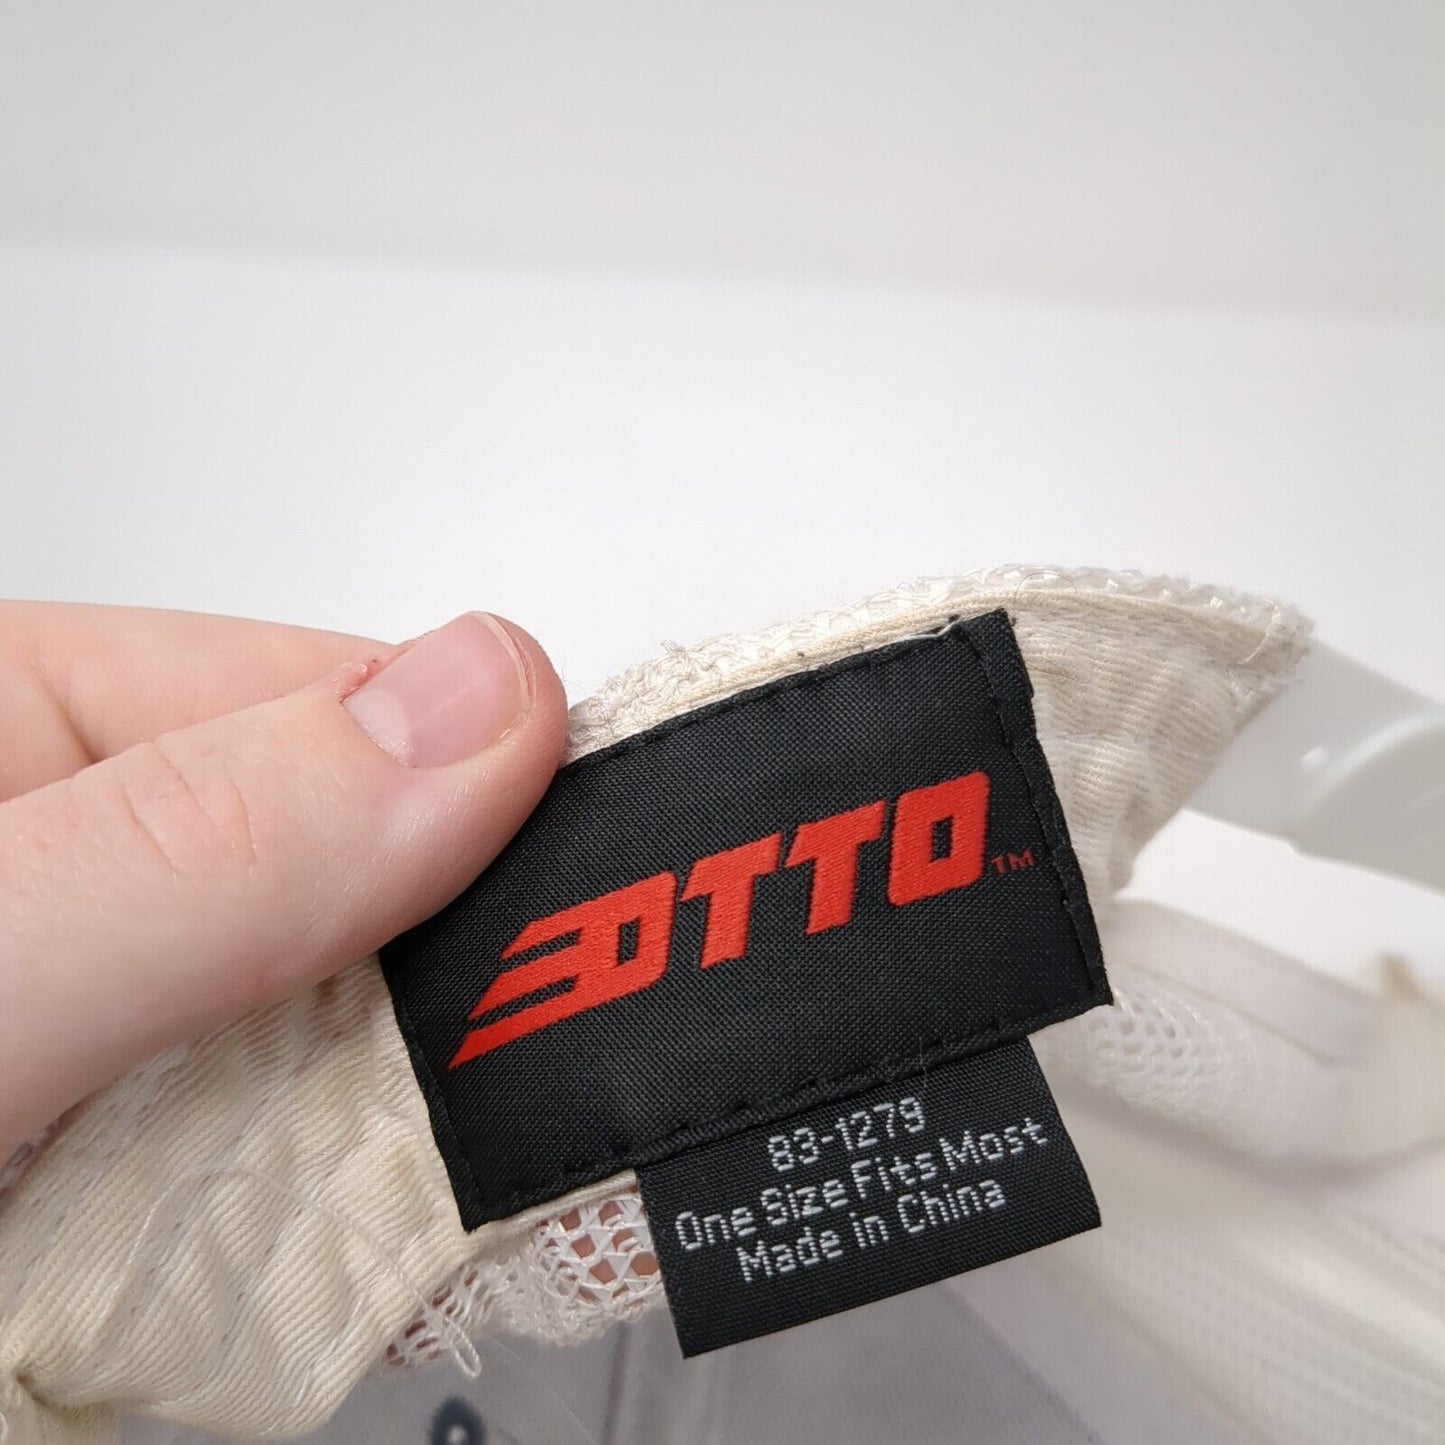 OTTO™
83-1279
One Size Fits Most
Made in China